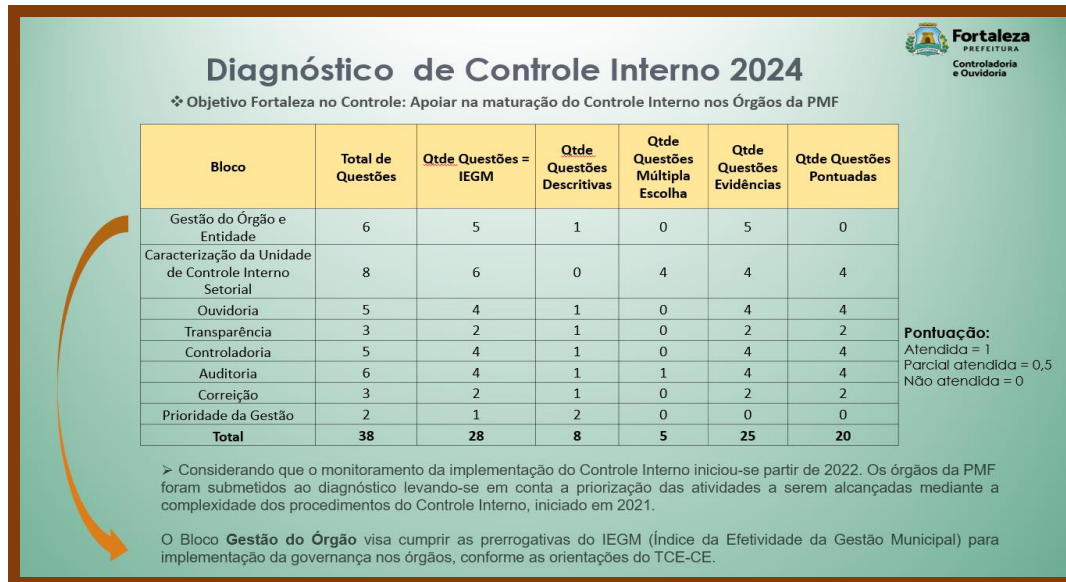 Fortaleza
PREFEITURA
Controladoria
e Ouvidoria
Diagnóstico de Controle Interno 2024
❖ Objetivo Fortaleza no Controle: Apoiar na maturação do Controle Interno nos Órgãos da PMF
Bloco | Total de Questões | Qtde Questões = IEGM | Qtde Questões Descritivas | Qtde Questões Múltipla Escolha | Qtde Questões Evidências | Qtde Questões Pontuadas
Gestão do Órgão e Entidade | 6 | 5 | 1 | 0 | 5 | 0
Caracterização da Unidade de Controle Interno Setorial | 8 | 6 | 0 | 4 | 4 | 4
Ouvidoria | 5 | 4 | 1 | 0 | 4 | 4
Transparência | 3 | 2 | 1 | 0 | 2 | 2
Controladoria | 5 | 4 | 1 | 0 | 4 | 4
Auditoria | 6 | 4 | 1 | 1 | 4 | 4
Correição | 3 | 2 | 1 | 0 | 2 | 2
Prioridade da Gestão | 2 | 1 | 2 | 0 | 0 | 0
Total | 38 | 28 | 8 | 5 | 25 | 20
Pontuação:
Atendida = 1
Parcial atendida = 0,5
Não atendida = 0
➢ Considerando que o monitoramento da implementação do Controle Interno iniciou-se partir de 2022. Os órgãos da PMF
foram submetidos ao diagnóstico levando-se em conta a priorização das atividades a serem alcançadas mediante a
complexidade dos procedimentos do Controle Interno, iniciado em 2021.
O Bloco Gestão do Órgão visa cumprir as prerrogativas do IEGM (Índice da Efetividade da Gestão Municipal) para
implementação da governança nos órgãos, conforme as orientações do TCE-CE.